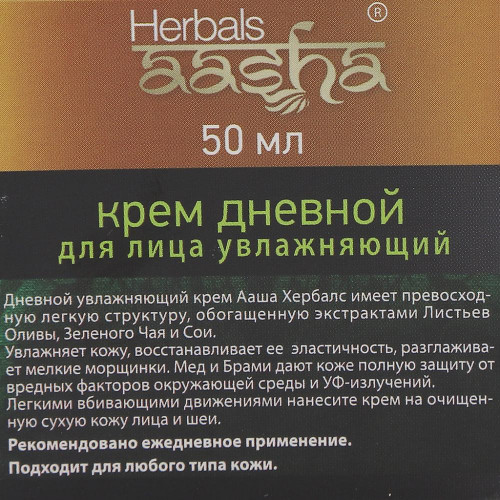 Herbals ®
aasha
50 мл
крем дневной
для лица увлажняющий
Дневной увлажняющий крем Ааша Хербалс имеет превосход-
ную легкую структуру, обогащенную экстрактами Листьев
Оливы, Зеленого Чая и Сои.
Увлажняет кожу, восстанавливает ее эластичность, разглажива-
ет мелкие морщинки. Мед и Брами дают коже полную защиту от
вредных факторов окружающей среды и УФ-излучений.
Легкими вбивающими движениями нанесите крем на очищен-
ную сухую кожу лица и шеи.
Рекомендовано ежедневное применение.
Подходит для любого типа кожи.